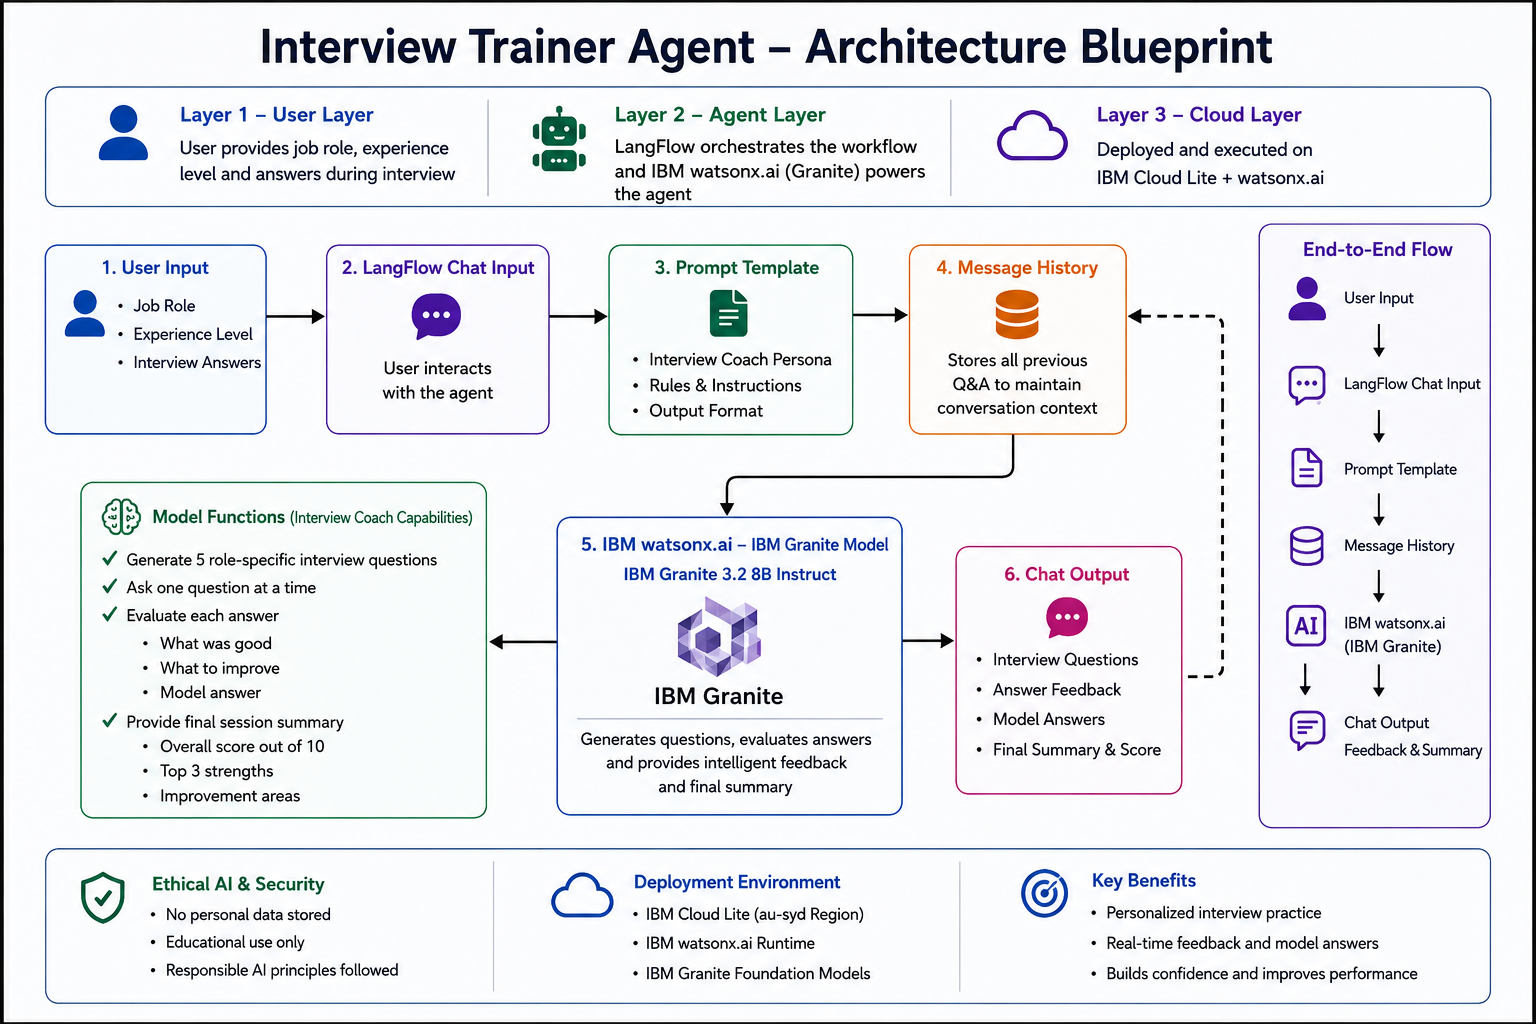 Interview Trainer Agent – Architecture Blueprint
Layer 1 – User Layer
User provides job role, experience
level and answers during interview
Layer 2 – Agent Layer
LangFlow orchestrates the workflow
and IBM watsonx.ai (Granite) powers
the agent
Layer 3 – Cloud Layer
Deployed and executed on
IBM Cloud Lite + watsonx.ai
1. User Input
• Job Role
• Experience Level
• Interview Answers
2. LangFlow Chat Input
User interacts
with the agent
3. Prompt Template
• Interview Coach Persona
• Rules & Instructions
• Output Format
4. Message History
Stores all previous
Q&A to maintain
conversation context
Model Functions (Interview Coach Capabilities)
✓ Generate 5 role-specific interview questions
✓ Ask one question at a time
✓ Evaluate each answer
• What was good
• What to improve
• Model answer
✓ Provide final session summary
• Overall score out of 10
• Top 3 strengths
• Improvement areas
5. IBM watsonx.ai – IBM Granite Model
IBM Granite 3.2 8B Instruct
IBM Granite
Generates questions, evaluates answers
and provides intelligent feedback
and final summary
6. Chat Output
• Interview Questions
• Answer Feedback
• Model Answers
• Final Summary & Score
End-to-End Flow
User Input
LangFlow Chat Input
Prompt Template
Message History
AI
IBM watsonx.ai
(IBM Granite)
Chat Output
Feedback & Summary
Ethical AI & Security
• No personal data stored
• Educational use only
• Responsible AI principles followed
Deployment Environment
• IBM Cloud Lite (au-syd Region)
• IBM watsonx.ai Runtime
• IBM Granite Foundation Models
Key Benefits
• Personalized interview practice
• Real-time feedback and model answers
• Builds confidence and improves performance